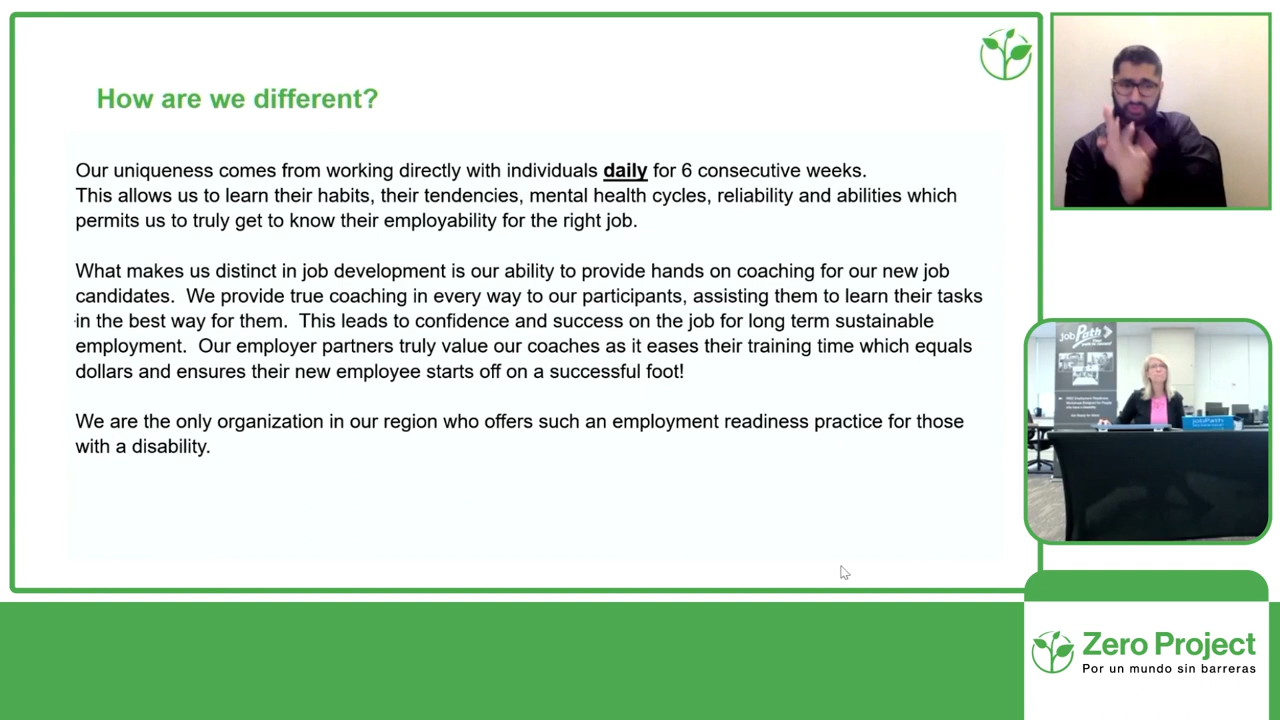 How are we different?
Our uniqueness comes from working directly with individuals daily for 6 consecutive weeks.
This allows us to learn their habits, their tendencies, mental health cycles, reliability and abilities which
permits us to truly get to know their employability for the right job.
What makes us distinct in job development is our ability to provide hands on coaching for our new job
candidates. We provide true coaching in every way to our participants, assisting them to learn their tasks
in the best way for them. This leads to confidence and success on the job for long term sustainable
employment. Our employer partners truly value our coaches as it eases their training time which equals
dollars and ensures their new employee starts off on a successful foot!
We are the only organization in our region who offers such an employment readiness practice for those
with a disability.
Job Path
JobPath
Zero Project
Por un mundo sin barreras